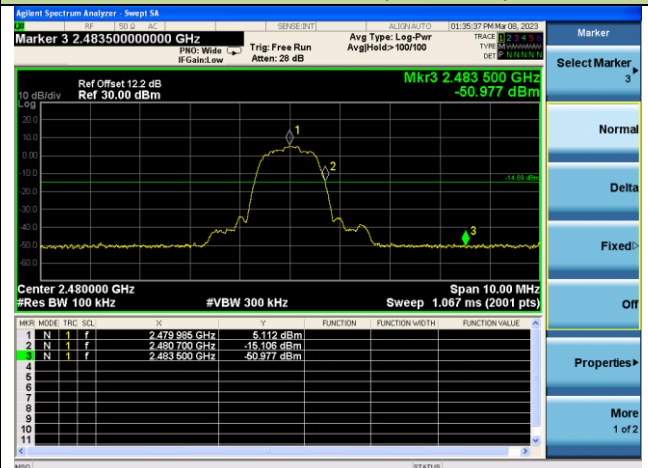 Agilent Spectrum Analyzer - Swept SA
RF 50 Ω AC SENSE:INT ALIGNAUTO 01:35:37 PM Mar 08, 2023
Marker 3 2.483500000000 GHz
Avg Type: Log-Pwr
TRACE 1 2 3 4 5 6
PNO: Wide
Trig: Free Run
Avg|Hold:>100/100
TYPE M
IFGain:Low
Atten: 28 dB
DET P N N N N N
Marker
Select Marker
3
Normal
Delta
Fixed
Off
Properties
More
1 of 2
Mkr3 2.483 500 GHz
-50.977 dBm
Ref Offset 12.2 dB
10 dB/div Ref 30.00 dBm
Log
20.0
10.0
0.00
-10.0
-20.0
-30.0
-40.0
-50.0
-60.0
1
2
3
-14.89 dBm
Center 2.480000 GHz Span 10.00 MHz
#Res BW 100 kHz #VBW 300 kHz Sweep 1.067 ms (2001 pts)
MKR MODE TRC SCL X Y FUNCTION FUNCTION WIDTH FUNCTION VALUE
1 N 1 f 2.479 985 GHz 5.112 dBm
2 N 1 f 2.480 700 GHz -15.106 dBm
3 N 1 f 2.483 500 GHz -50.977 dBm
4
5
6
7
8
9
10
11
MSG STATUS